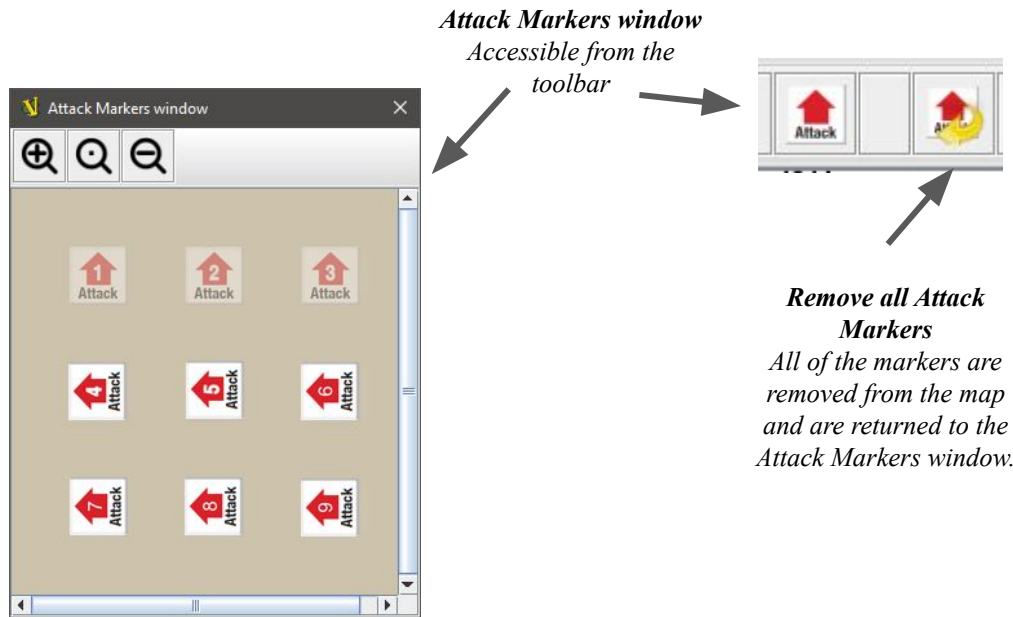 Attack Markers window
Accessible from the
toolbar
Attack Markers window
1
Attack
2
Attack
3
Attack
4
Attack
5
Attack
6
Attack
7
Attack
8
Attack
9
Attack
Attack
Remove all Attack
Markers
All of the markers are
removed from the map
and are returned to the
Attack Markers window.